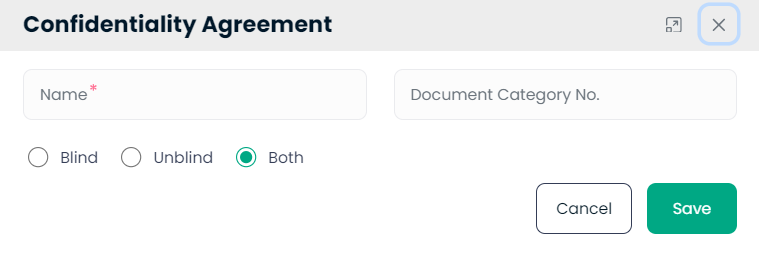 Confidentiality Agreement
Name*
Document Category No.
Blind
Unblind
Both
Cancel
Save